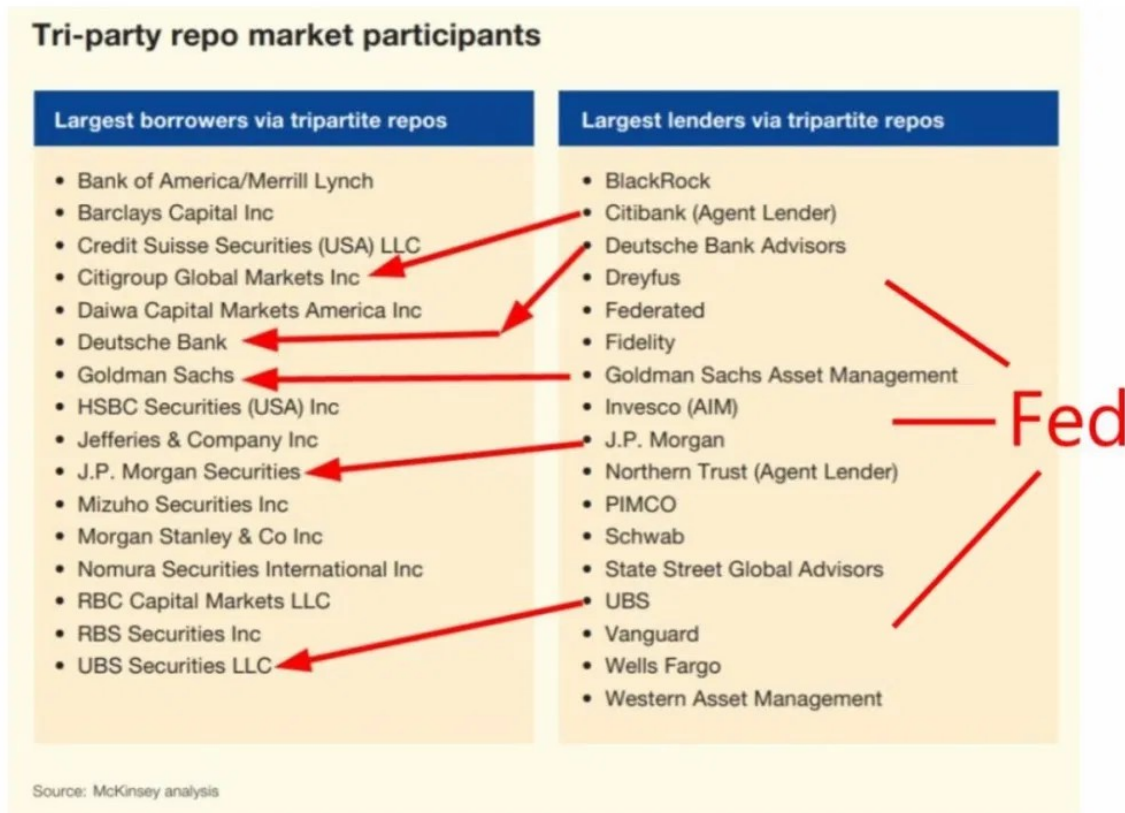 Tri-party repo market participants
Largest borrowers via tripartite repos
• Bank of America/Merrill Lynch
• Barclays Capital Inc
• Credit Suisse Securities (USA) LLC
• Citigroup Global Markets Inc
• Daiwa Capital Markets America Inc
• Deutsche Bank
• Goldman Sachs
• HSBC Securities (USA) Inc
• Jefferies & Company Inc
• J.P. Morgan Securities
• Mizuho Securities Inc
• Morgan Stanley & Co Inc
• Nomura Securities International Inc
• RBC Capital Markets LLC
• RBS Securities Inc
• UBS Securities LLC
Largest lenders via tripartite repos
• BlackRock
• Citibank (Agent Lender)
• Deutsche Bank Advisors
• Dreyfus
• Federated
• Fidelity
• Goldman Sachs Asset Management
• Invesco (AIM)
• J.P. Morgan
• Northern Trust (Agent Lender)
• PIMCO
• Schwab
• State Street Global Advisors
• UBS
• Vanguard
• Wells Fargo
• Western Asset Management
Fed
Source: McKinsey analysis